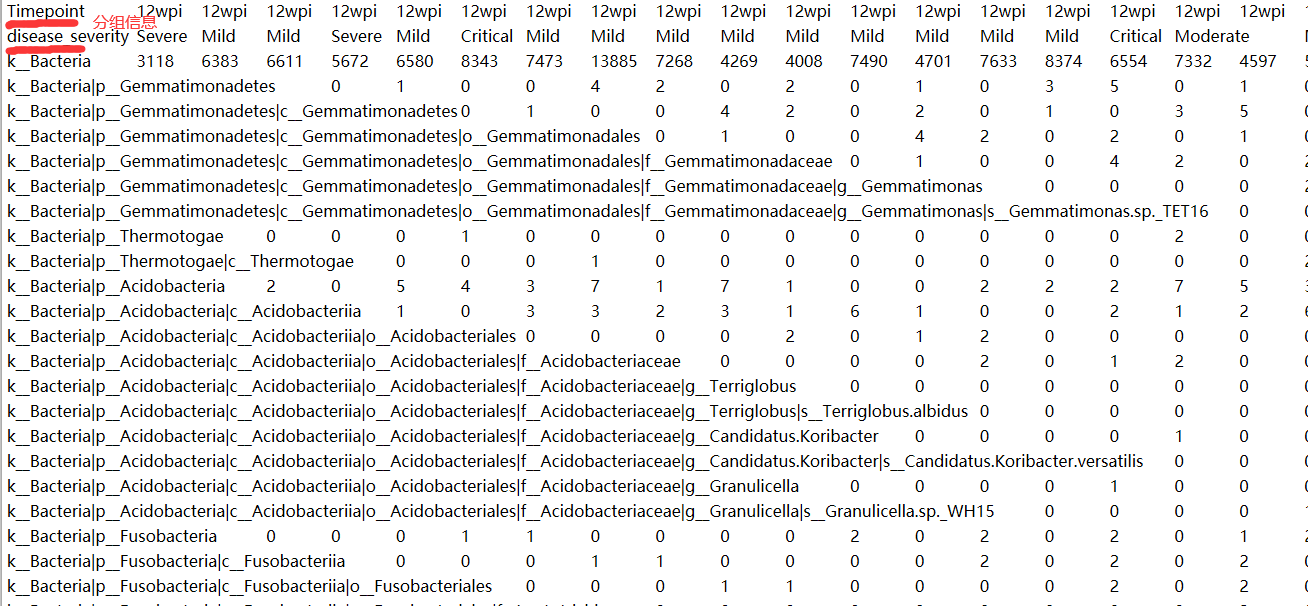 Timepoint 分组信息 12wpi 12wpi 12wpi 12wpi 12wpi 12wpi 12wpi 12wpi 12wpi 12wpi 12wpi 12wpi 12wpi 12wpi 12wpi 12wpi 12wpi 12wpi
disease severity Severe Mild Mild Severe Mild Critical Mild Mild Mild Mild Mild Mild Mild Mild Mild Critical Moderate
k__Bacteria 3118 6383 6611 5672 6580 8343 7473 13885 7268 4269 4008 7490 4701 7633 8374 6554 7332 4597
k__Bacteria|p__Gemmatimonadetes 0 1 0 0 4 2 0 2 0 1 0 3 5 0 1
k__Bacteria|p__Gemmatimonadetes|c__Gemmatimonadetes 0 1 0 0 4 2 0 2 0 1 0 3 5
k__Bacteria|p__Gemmatimonadetes|c__Gemmatimonadetes|o__Gemmatimonadales 0 1 0 0 4 2 0 2 0 1
k__Bacteria|p__Gemmatimonadetes|c__Gemmatimonadetes|o__Gemmatimonadales|f__Gemmatimonadaceae 0 1 0 0 4 2 0
k__Bacteria|p__Gemmatimonadetes|c__Gemmatimonadetes|o__Gemmatimonadales|f__Gemmatimonadaceae|g__Gemmatimonas 0 0 0 0
k__Bacteria|p__Gemmatimonadetes|c__Gemmatimonadetes|o__Gemmatimonadales|f__Gemmatimonadaceae|g__Gemmatimonas|s__Gemmatimonas.sp._TET16 0 0
k__Bacteria|p__Thermotogae 0 0 0 1 0 0 0 0 0 0 0 0 0 0 2 0 0
k__Bacteria|p__Thermotogae|c__Thermotogae 0 0 0 1 0 0 0 0 0 0 0 0 0 0
k__Bacteria|p__Acidobacteria 2 0 5 4 3 7 1 7 1 0 0 2 2 2 7 5
k__Bacteria|p__Acidobacteria|c__Acidobacteriia 1 0 3 3 2 3 1 6 1 0 0 2 1 2
k__Bacteria|p__Acidobacteria|c__Acidobacteriia|o__Acidobacteriales 0 0 0 0 2 0 1 2 0 0 0 0
k__Bacteria|p__Acidobacteria|c__Acidobacteriia|o__Acidobacteriales|f__Acidobacteriaceae 0 0 0 0 2 0 1 2 0
k__Bacteria|p__Acidobacteria|c__Acidobacteriia|o__Acidobacteriales|f__Acidobacteriaceae|g__Terriglobus 0 0 0 0 0 0 0
k__Bacteria|p__Acidobacteria|c__Acidobacteriia|o__Acidobacteriales|f__Acidobacteriaceae|g__Terriglobus|s__Terriglobus.albidus 0 0 0 0 0
k__Bacteria|p__Acidobacteria|c__Acidobacteriia|o__Acidobacteriales|f__Acidobacteriaceae|g__Candidatus.Koribacter 0 0 0 0 1 0
k__Bacteria|p__Acidobacteria|c__Acidobacteriia|o__Acidobacteriales|f__Acidobacteriaceae|g__Candidatus.Koribacter|s__Candidatus.Koribacter.versatilis 0 0
k__Bacteria|p__Acidobacteria|c__Acidobacteriia|o__Acidobacteriales|f__Acidobacteriaceae|g__Granulicella 0 0 0 0 1 0 0
k__Bacteria|p__Acidobacteria|c__Acidobacteriia|o__Acidobacteriales|f__Acidobacteriaceae|g__Granulicella|s__Granulicella.sp._WH15 0 0 0 0
k__Bacteria|p__Fusobacteria 0 0 0 1 1 0 0 0 0 2 0 2 0 2 0 1
k__Bacteria|p__Fusobacteria|c__Fusobacteriia 0 0 0 1 1 0 0 0 0 2 0 2 0 2
k__Bacteria|p__Fusobacteria|c__Fusobacteriia|o__Fusobacteriales 0 0 0 1 1 0 0 0 0 2 0 2